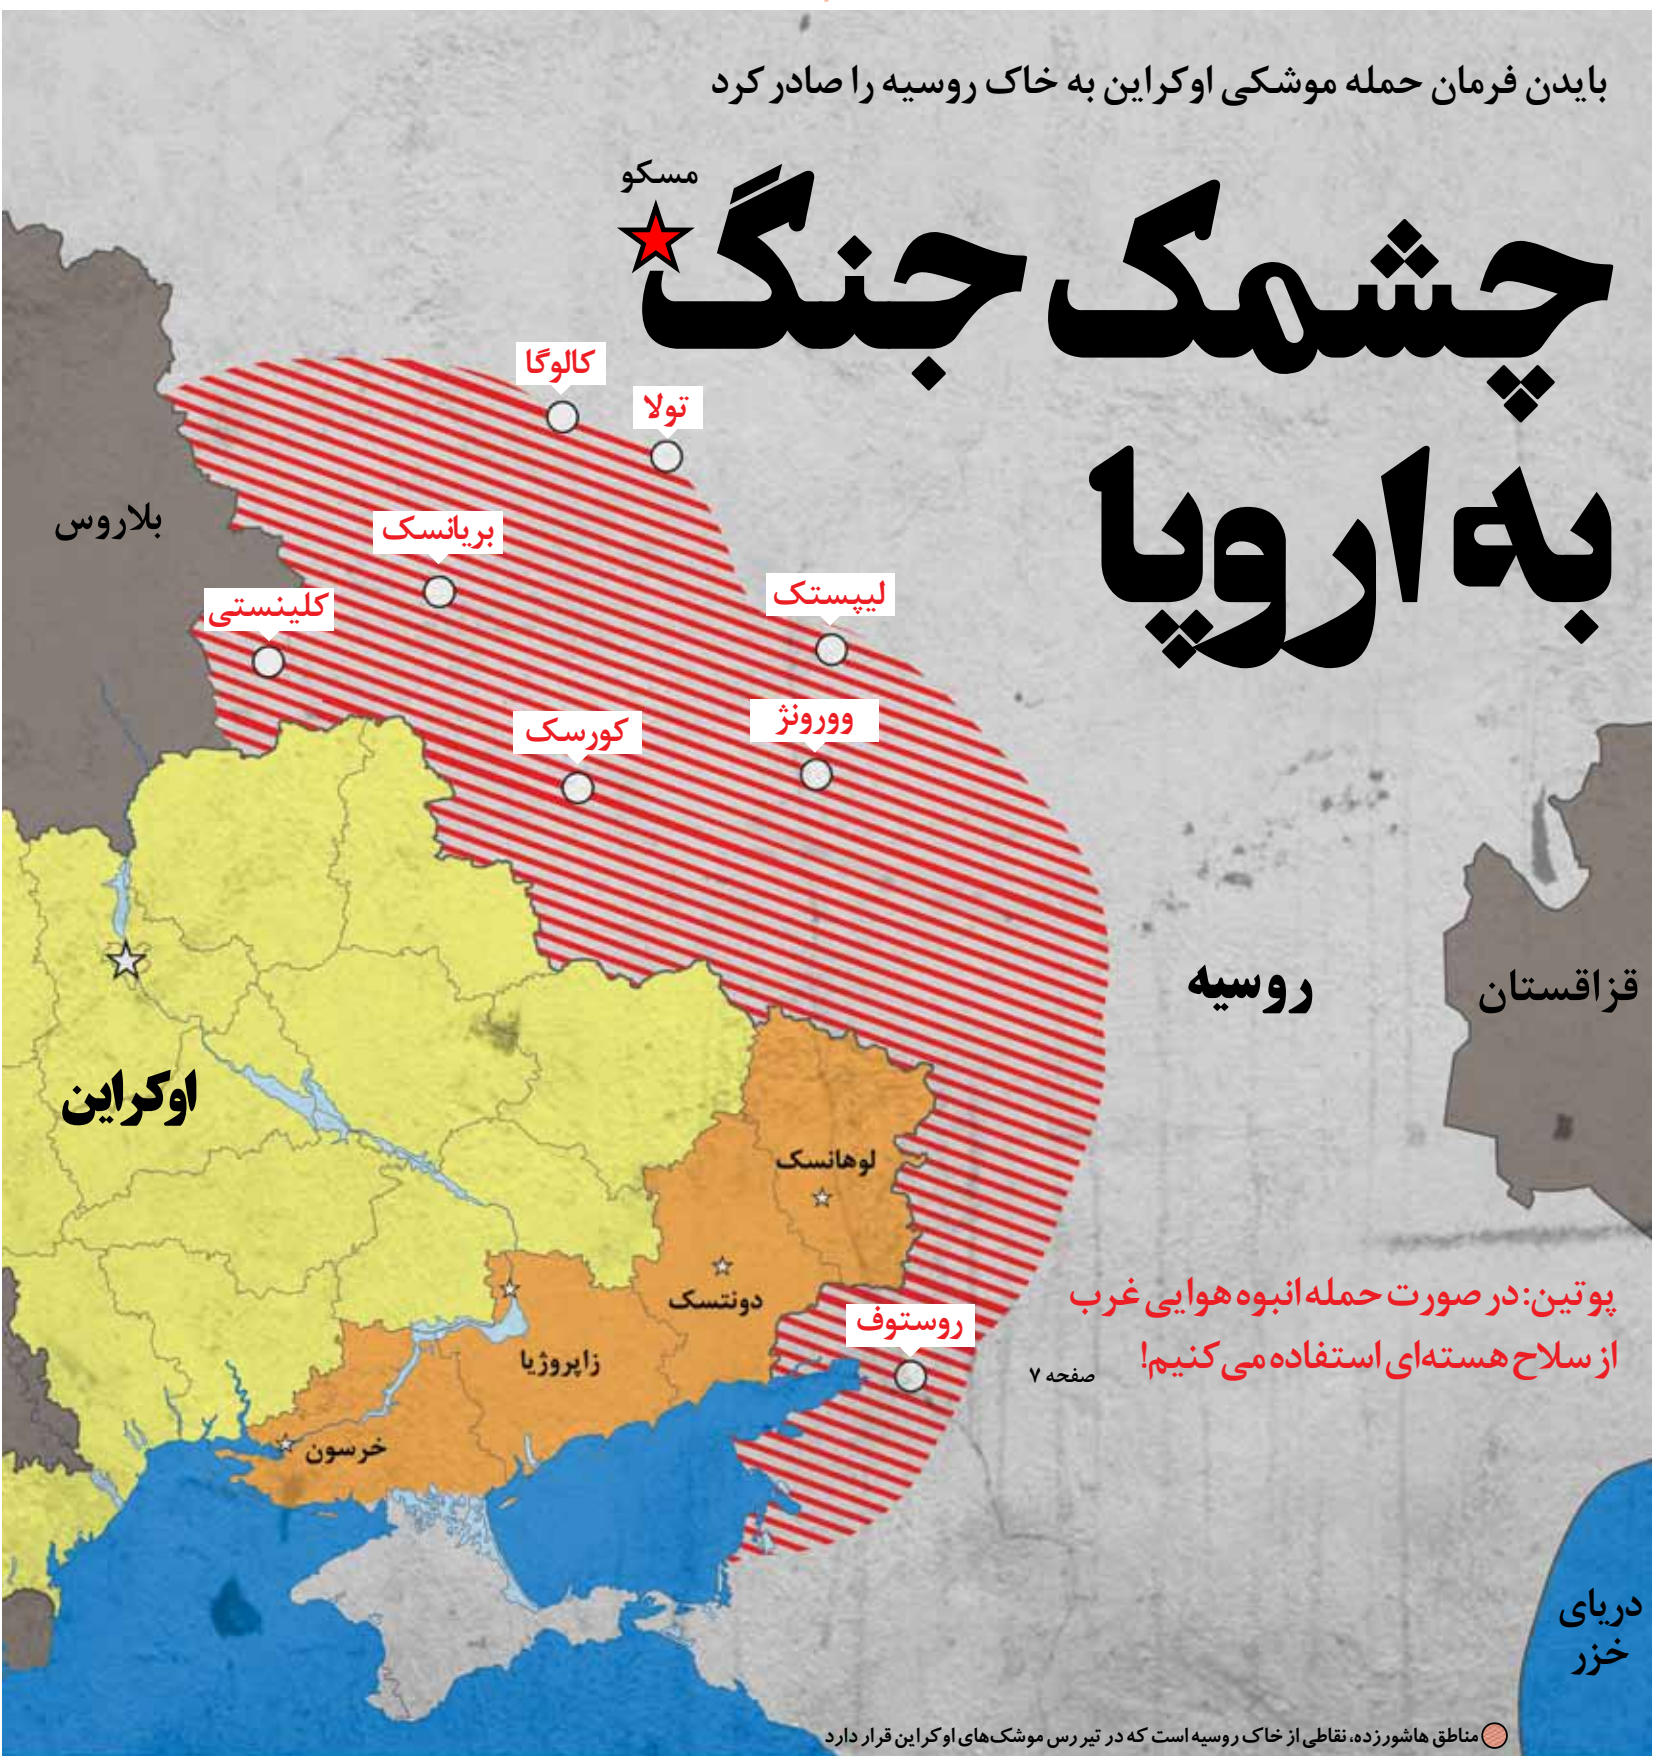 بایدن فرمان حمله موشکی اوکراین به خاک روسیه را صادر کرد
چشمک جنگ
به اروپا
مسکو
کالوگا
تولا
بلاروس
بریانسک
لیپستک
کلینستی
وورونژ
کورسک
روسیه
قزاقستان
اوکراین
لوهانسک
دونتسک
پوتین: در صورت حمله انبوه هوایی غرب
از سلاح هسته‌ای استفاده می‌کنیم!
صفحه ۷
روستوف
زاپروژیا
خرسون
دریای
خزر
مناطق هاشورزده، نقاطی از خاک روسیه است که در تیررس موشک‌های اوکراین قرار دارد